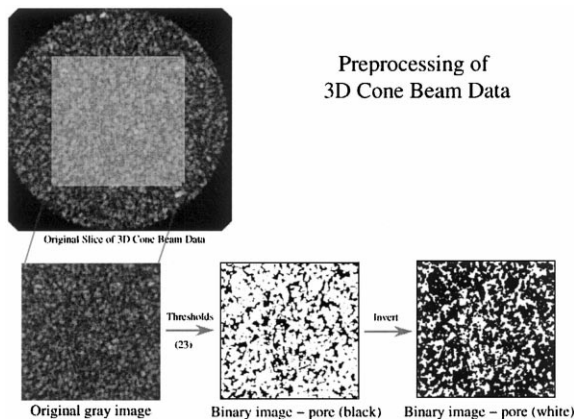 Preprocessing of
3D Cone Beam Data
Original Slice of 3D Cone Beam Data
Thresholds
(23)
Invert
Original gray image
Binary image – pore (black)
Binary image – pore (white)